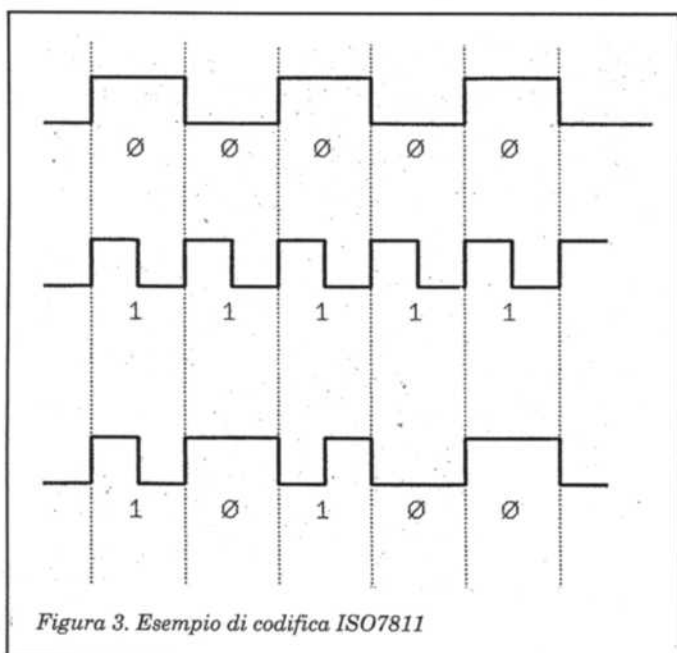 Ø Ø Ø Ø Ø
1 1 1 1 1
1 Ø 1 Ø Ø
Figura 3. Esempio di codifica ISO7811